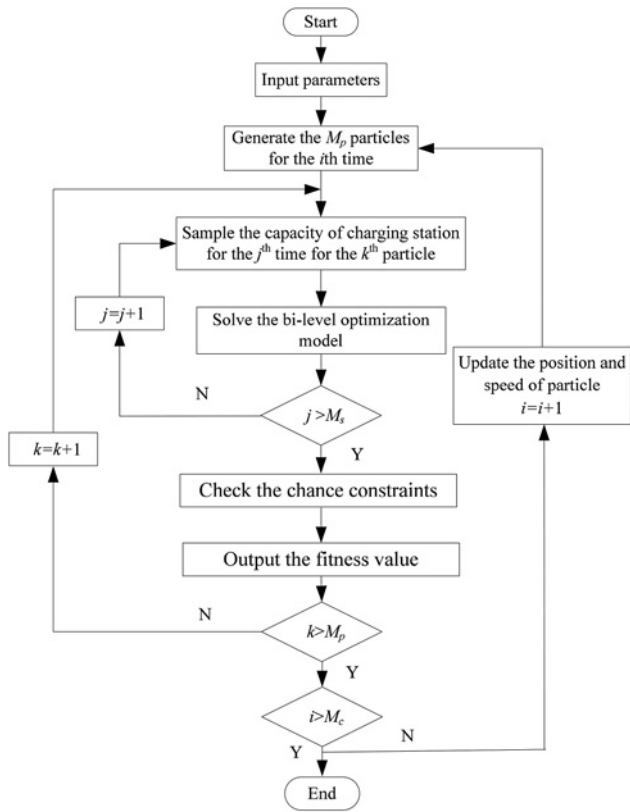 Start
Input parameters
Generate the Mₚ particles
for the ith time
Sample the capacity of charging station
for the jᵗʰ time for the kᵗʰ particle
j=j+1
Solve the bi-level optimization
model
Update the position and
speed of particle
i=i+1
N
j >Mₛ
k=k+1
Y
Check the chance constraints
Output the fitness value
N
k>Mₚ
Y
i>M_c
Y
N
End